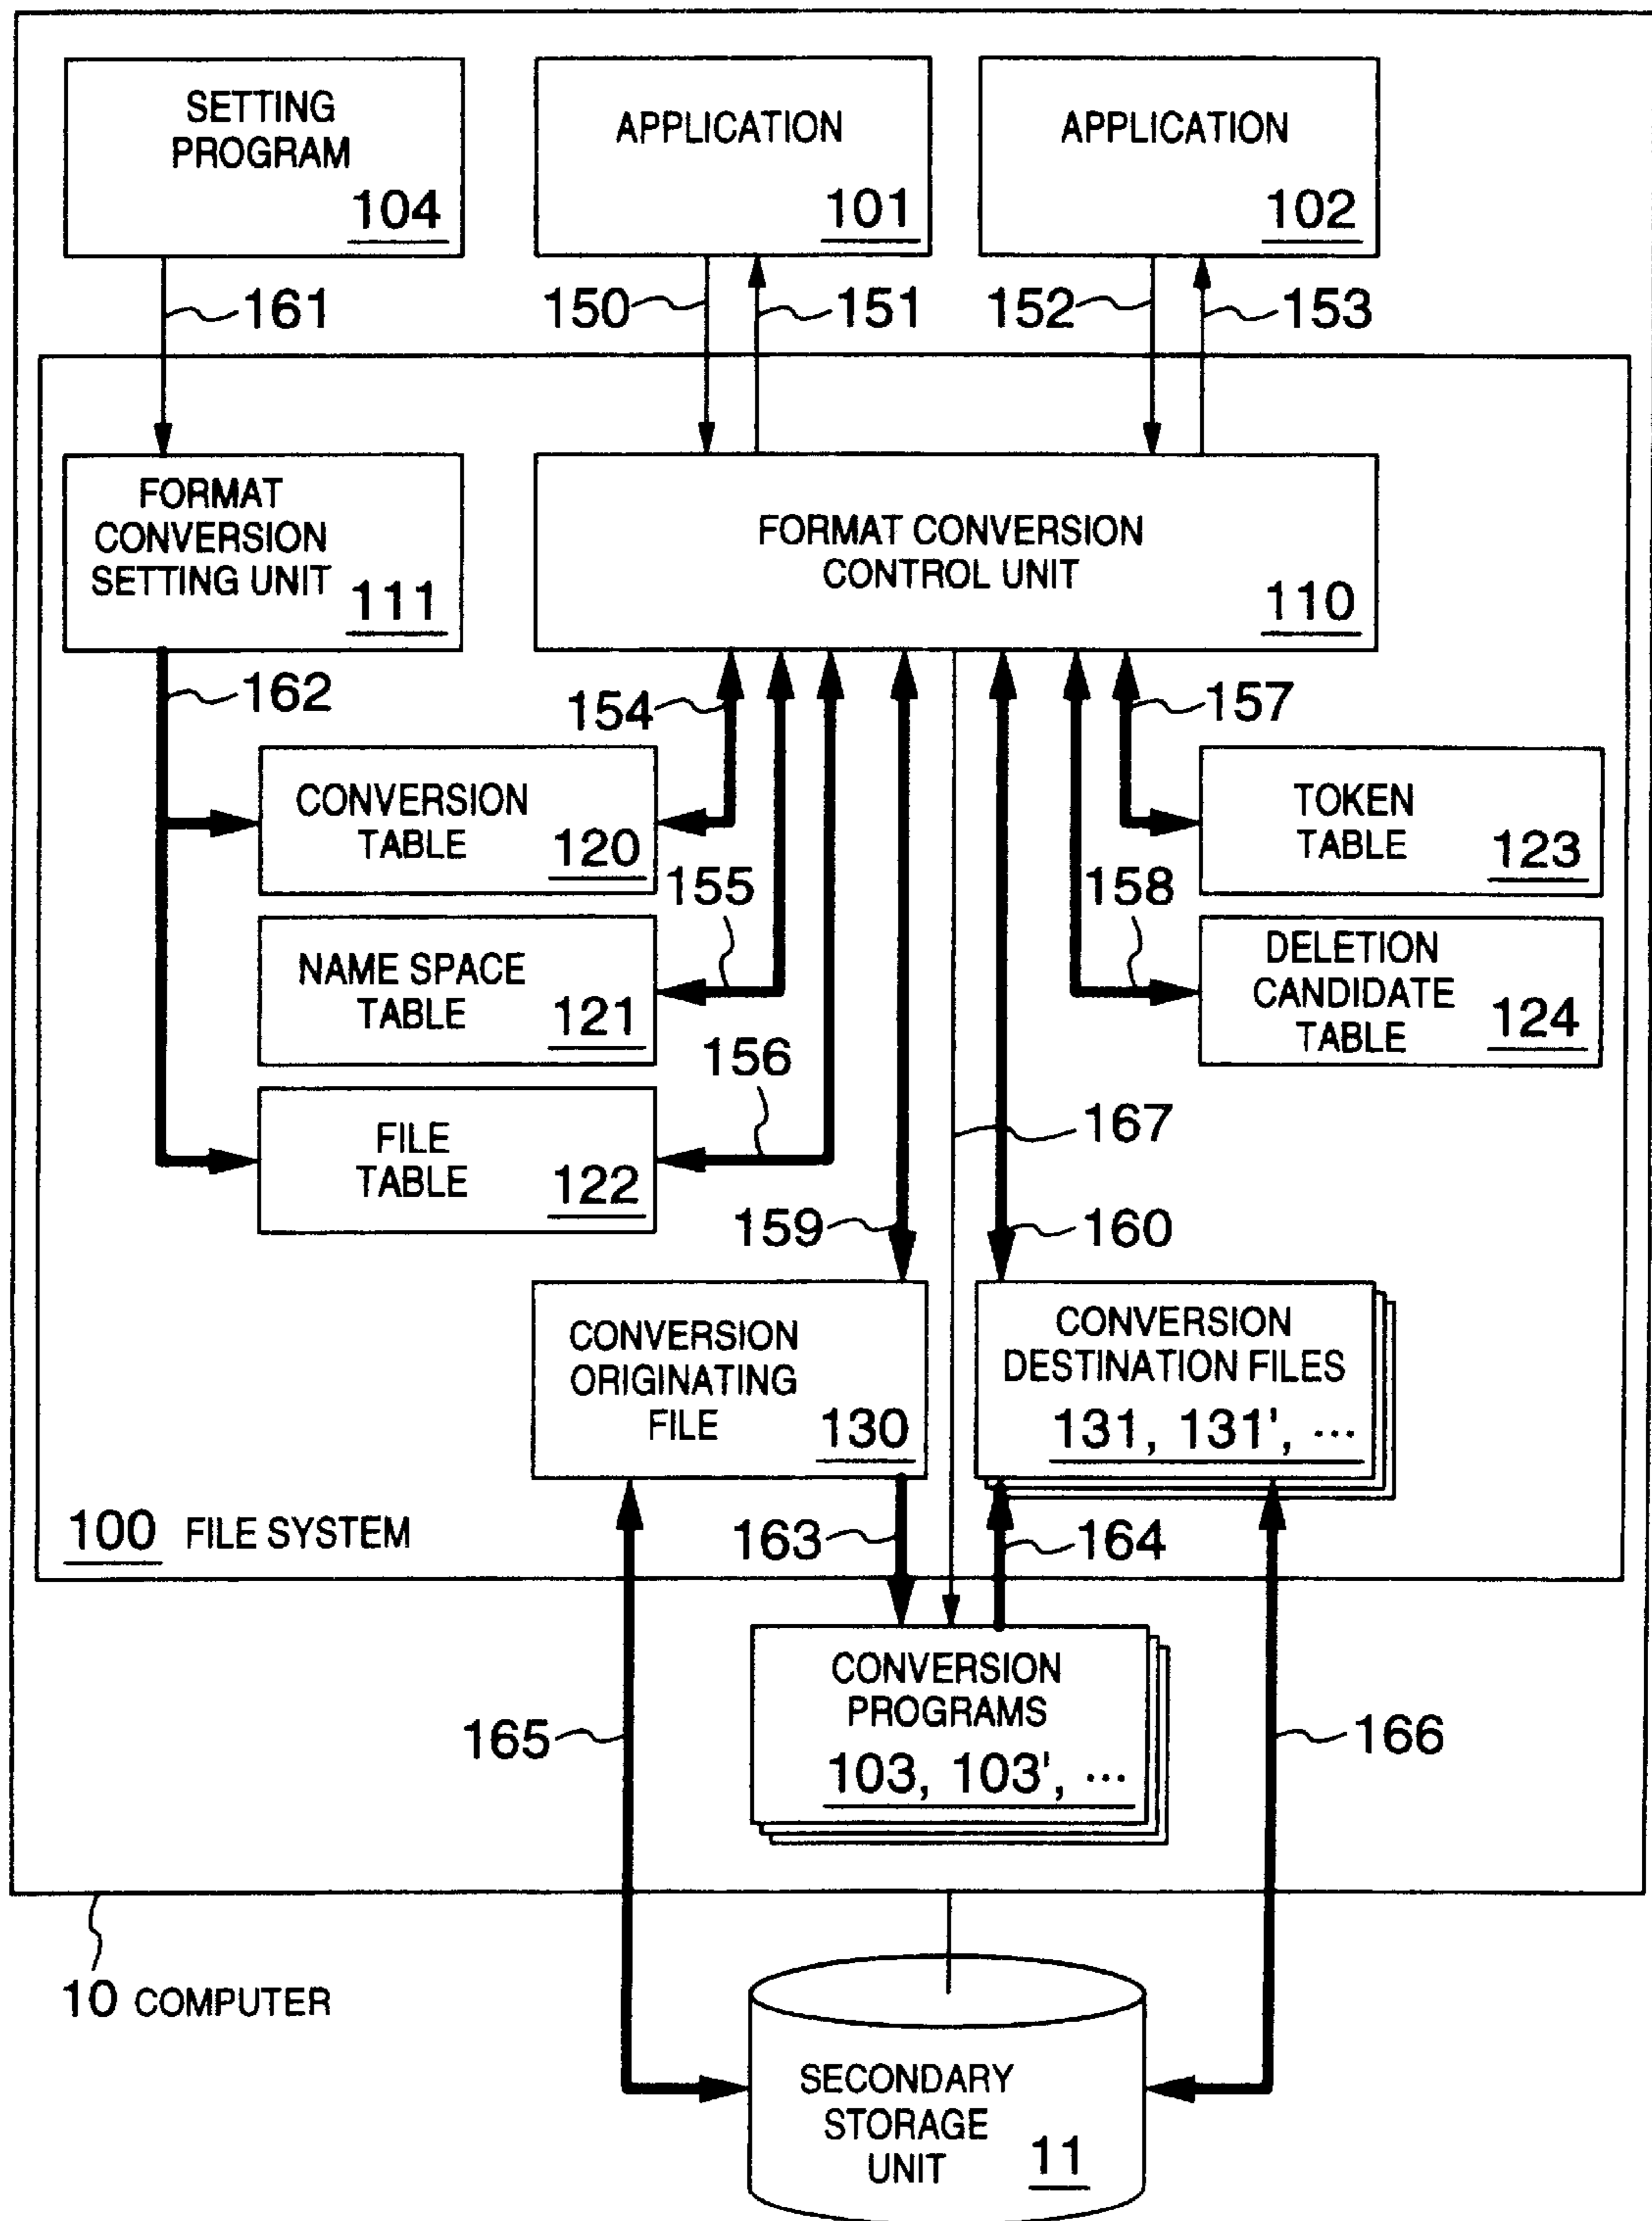 SETTING
PROGRAM
104
APPLICATION
101
APPLICATION
102
161
150
151
152
153
FORMAT
CONVERSION
SETTING UNIT
111
FORMAT CONVERSION
CONTROL UNIT
110
162
154
157
CONVERSION
TABLE
120
TOKEN
TABLE
123
155
158
NAME SPACE
TABLE
121
DELETION
CANDIDATE
TABLE
124
156
167
FILE
TABLE
122
159
160
CONVERSION
ORIGINATING
FILE
130
CONVERSION
DESTINATION FILES
131, 131', ...
100 FILE SYSTEM
163
164
CONVERSION
PROGRAMS
103, 103', ...
165
166
10 COMPUTER
SECONDARY
STORAGE
UNIT
11